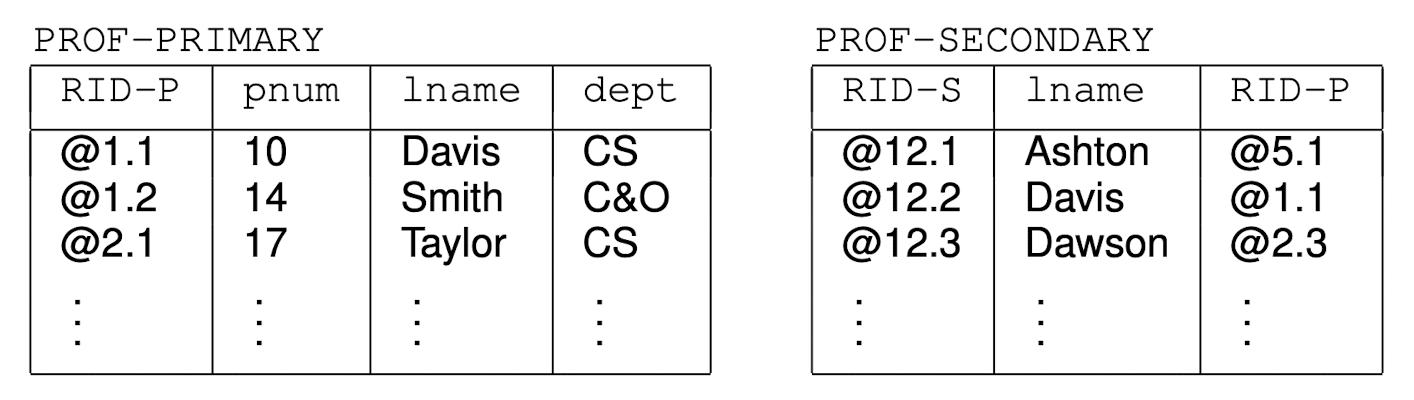 PROF-PRIMARY PROF-SECONDARY
RID-P pnum lname dept RID-S lname RID-P
@1.1 10 Davis CS @12.1 Ashton @5.1
@1.2 14 Smith C&O @12.2 Davis @1.1
@2.1 17 Taylor CS @12.3 Dawson @2.3
⋮ ⋮ ⋮ ⋮ ⋮ ⋮ ⋮